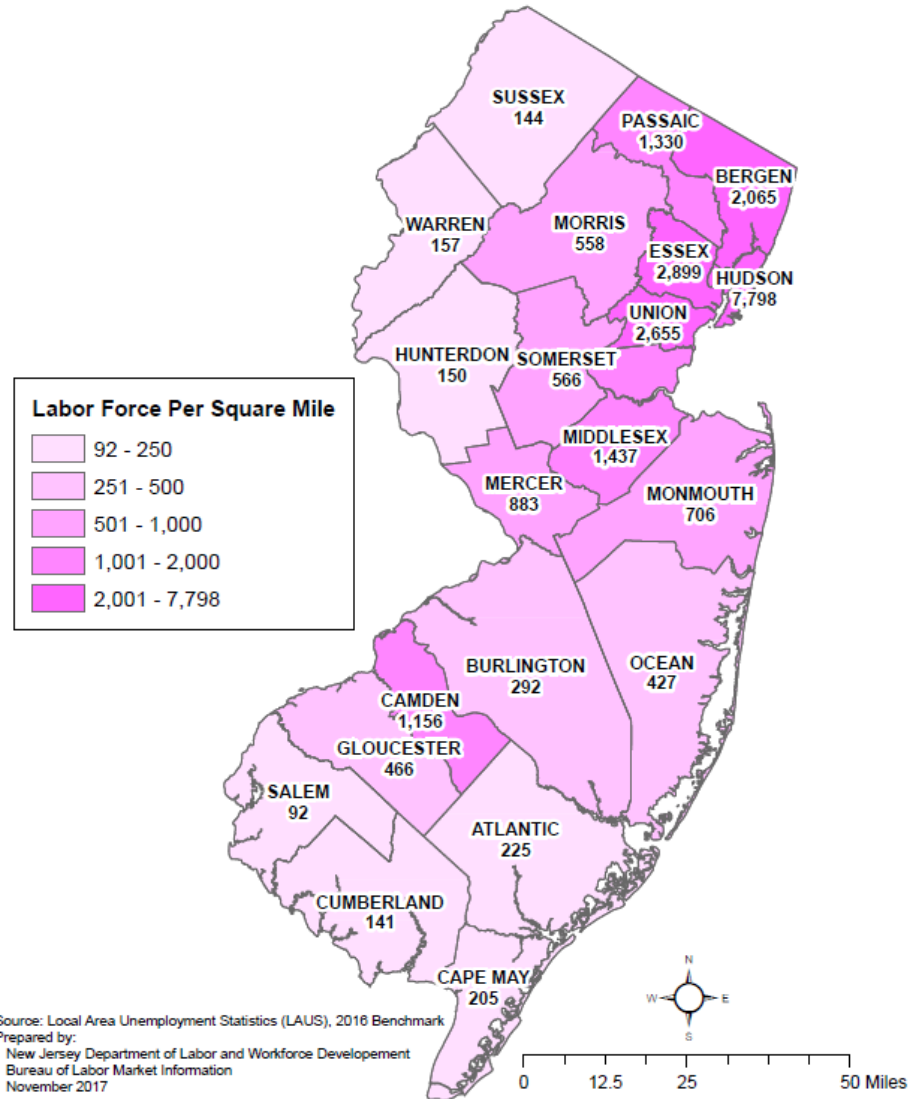 SUSSEX
144
PASSAIC
1,330
BERGEN
2,065
WARREN
157
MORRIS
558
ESSEX
2,899
HUDSON
7,798
UNION
2,655
HUNTERDON
150
SOMERSET
566
Labor Force Per Square Mile
92 - 250
251 - 500
501 - 1,000
1,001 - 2,000
2,001 - 7,798
MIDDLESEX
1,437
MERCER
883
MONMOUTH
706
BURLINGTON
292
OCEAN
427
CAMDEN
1,156
GLOUCESTER
466
SALEM
92
ATLANTIC
225
CUMBERLAND
141
CAPE MAY
205
N
W E
S
Source: Local Area Unemployment Statistics (LAUS), 2016 Benchmark
Prepared by:
New Jersey Department of Labor and Workforce Developement
Bureau of Labor Market Information
November 2017
0 12.5 25 50 Miles